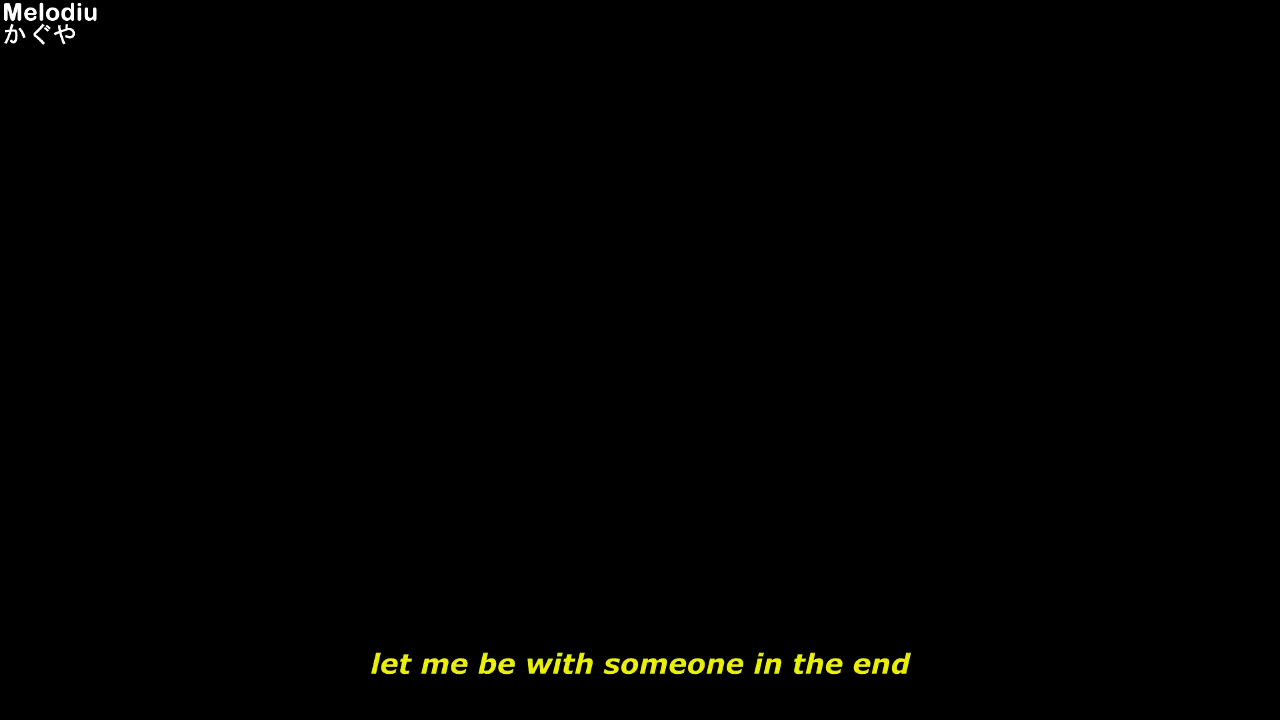 Melodiu
かぐや
let me be with someone in the end